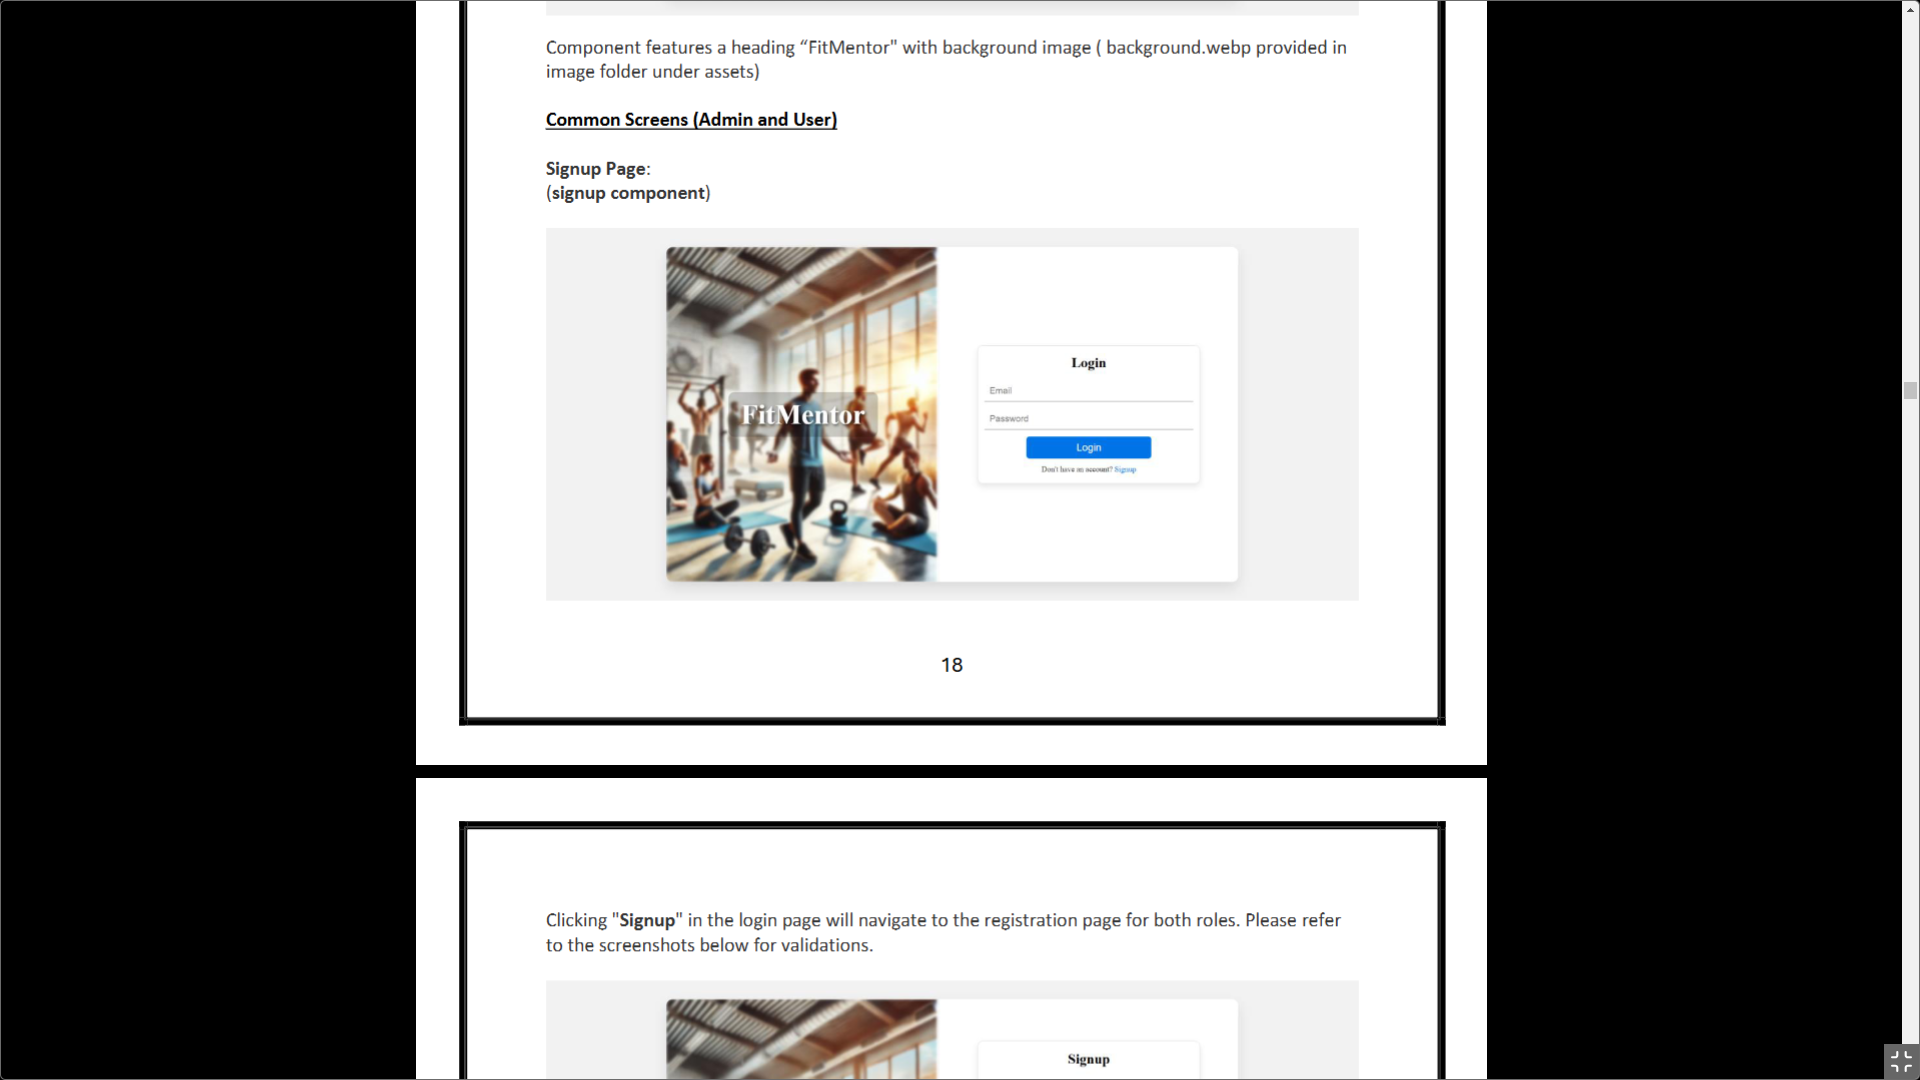 Component features a heading “FitMentor" with background image ( background.webp provided in
image folder under assets)
Common Screens (Admin and User)
Signup Page:
(signup component)
FitMentor
Login
Email
Password
Login
Don't have an account? Signup
18
Clicking "Signup" in the login page will navigate to the registration page for both roles. Please refer
to the screenshots below for validations.
Signup